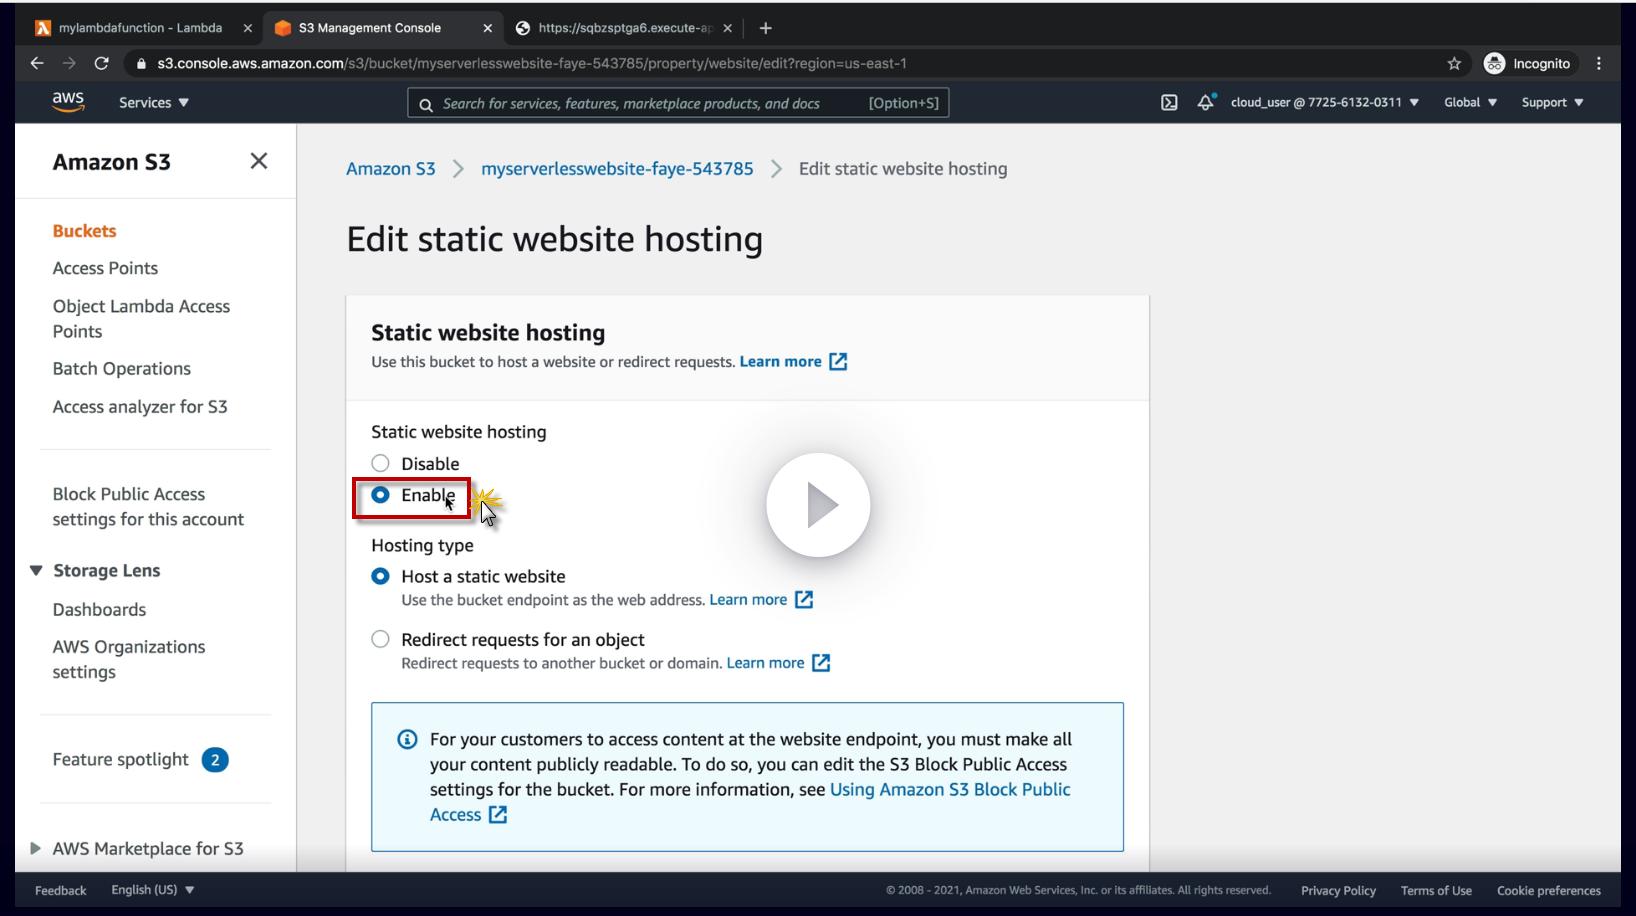 mylambdafunction - Lambda
S3 Management Console
https://sqbzsptga6.execute-ap
s3.console.aws.amazon.com/s3/bucket/myserverlesswebsite-faye-543785/property/website/edit?region=us-east-1
Incognito
aws
Services
Search for services, features, marketplace products, and docs [Option+S]
cloud_user @ 7725-6132-0311
Global
Support
Amazon S3
Buckets
Access Points
Object Lambda Access
Points
Batch Operations
Access analyzer for S3
Block Public Access
settings for this account
Storage Lens
Dashboards
AWS Organizations
settings
Feature spotlight 2
AWS Marketplace for S3
Amazon S3 > myserverlesswebsite-faye-543785 > Edit static website hosting
Edit static website hosting
Static website hosting
Use this bucket to host a website or redirect requests. Learn more
Static website hosting
Disable
Enable
Hosting type
Host a static website
Use the bucket endpoint as the web address. Learn more
Redirect requests for an object
Redirect requests to another bucket or domain. Learn more
For your customers to access content at the website endpoint, you must make all
your content publicly readable. To do so, you can edit the S3 Block Public Access
settings for the bucket. For more information, see Using Amazon S3 Block Public
Access
Feedback
English (US)
© 2008 - 2021, Amazon Web Services, Inc. or its affiliates. All rights reserved.
Privacy Policy
Terms of Use
Cookie preferences